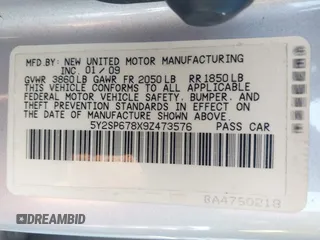 MFD.BY: NEW UNITED MOTOR MANUFACTURING
INC. 01/09
GVWR 3860LB GAWR FR 2050LB RR 1850LB
THIS VEHICLE CONFORMS TO ALL APPLICABLE
FEDERAL MOTOR VEHICLE SAFETY, BUMPER, AND
THEFT PREVENTION STANDARDS IN EFFECT ON
THE DATE OF MANUFACTURE SHOWN ABOVE.
5Y2SP678X9Z473576 PASS CAR
8A4750218
DREAMBID